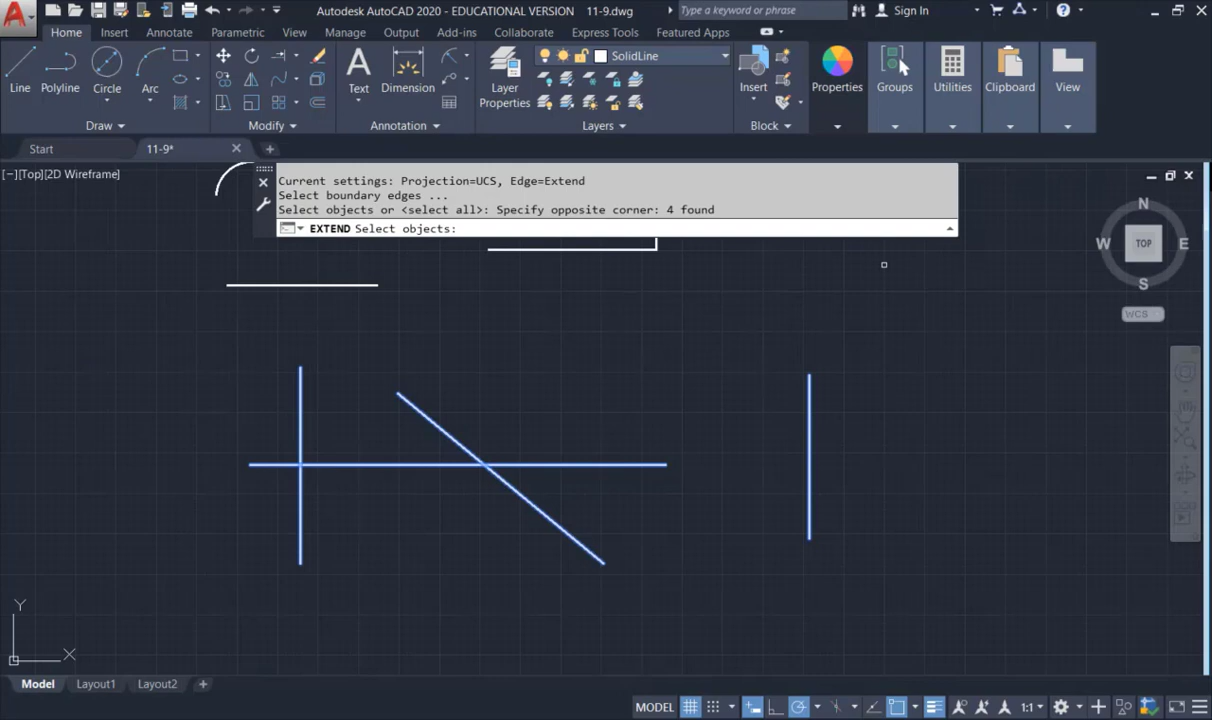 Autodesk AutoCAD 2020 - EDUCATIONAL VERSION 11-9.dwg
Type a keyword or phrase
Sign In
Home Insert Annotate Parametric View Manage Output Add-ins Collaborate Express Tools Featured Apps
Line Polyline Circle Arc Text Dimension Layer Properties SolidLine Insert Properties Groups Utilities Clipboard View
Draw Modify Annotation Layers Block
Start 11-9*
[−][Top][2D Wireframe]
Current settings: Projection=UCS, Edge=Extend
Select boundary edges ...
Select objects or <select all>: Specify opposite corner: 4 found
EXTEND Select objects:
N
W TOP E
S
WCS
Y
X
Model Layout1 Layout2
MODEL 1:1